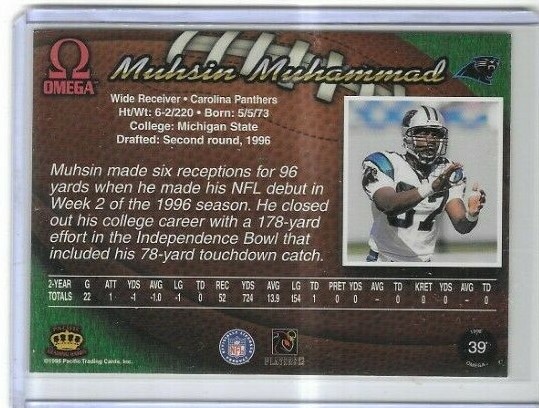 OMEGA™
Muhsin Muhammad
Wide Receiver • Carolina Panthers
Ht/Wt: 6-2/220 • Born: 5/5/73
College: Michigan State
Drafted: Second round, 1996
Muhsin made six receptions for 96
yards when he made his NFL debut in
Week 2 of the 1996 season. He closed
out his college career with a 178-yard
effort in the Independence Bowl that
included his 78-yard touchdown catch.
87
2-YEAR G ATT YDS AVG LG TD REC YDS AVG LG TD PRET YDS AVG TD KRET YDS AVG TD
TOTALS 22 1 -1 -1.0 -1 0 52 724 13.9 154 1 0 0 – 0 0 0 – 0
PACIFIC
©1998 Pacific Trading Cards, Inc.
NFL
PLAYERS
39
OMEGA